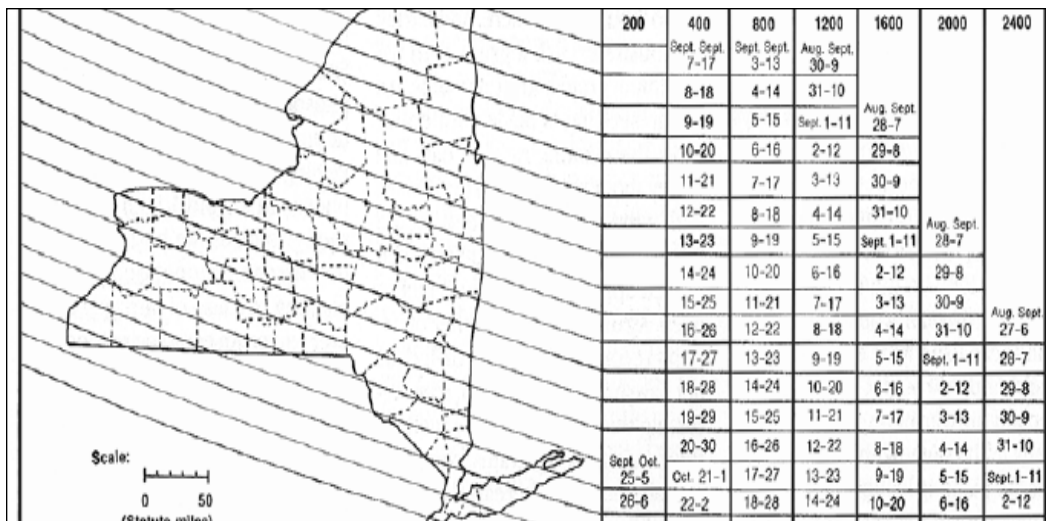 200 400 800 1200 1600 2000 2400
Sept. Sept. Sept. Sept. Aug. Sept.
7-17 3-13 30-9
8-18 4-14 31-10
Aug. Sept.
9-19 5-15 Sept. 1-11 28-7
10-20 6-16 2-12 29-8
11-21 7-17 3-13 30-9
12-22 8-18 4-14 31-10
Aug. Sept.
13-23 9-19 5-15 Sept. 1-11 28-7
14-24 10-20 6-16 2-12 29-8
15-25 11-21 7-17 3-13 30-9
Aug. Sept.
16-26 12-22 8-18 4-14 31-10 27-6
17-27 13-23 9-19 5-15 Sept. 1-11 28-7
18-28 14-24 10-20 6-16 2-12 29-8
19-29 15-25 11-21 7-17 3-13 30-9
20-30 16-26 12-22 8-18 4-14 31-10
Sept. Oct.
25-5 Oct. 21-1 17-27 13-23 9-19 5-15 Sept. 1-11
26-6 22-2 18-28 14-24 10-20 6-16 2-12
Scale:
0 50
(Statute miles)